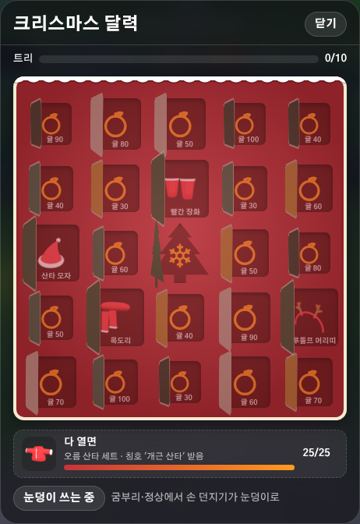 크리스마스 달력
닫기
트리
0/10
귤 90
귤 80
귤 50
귤 100
귤 40
귤 40
귤 30
빨간 장화
귤 30
귤 60
산타 모자
귤 60
귤 50
귤 80
귤 50
목도리
귤 40
귤 90
루돌프 머리띠
귤 70
귤 100
귤 30
귤 60
귤 70
다 열면
오름 산타 세트 · 칭호 '개근 산타' 받음
25/25
눈덩이 쓰는 중
굼부리·정상에서 손 던지기가 눈덩이로